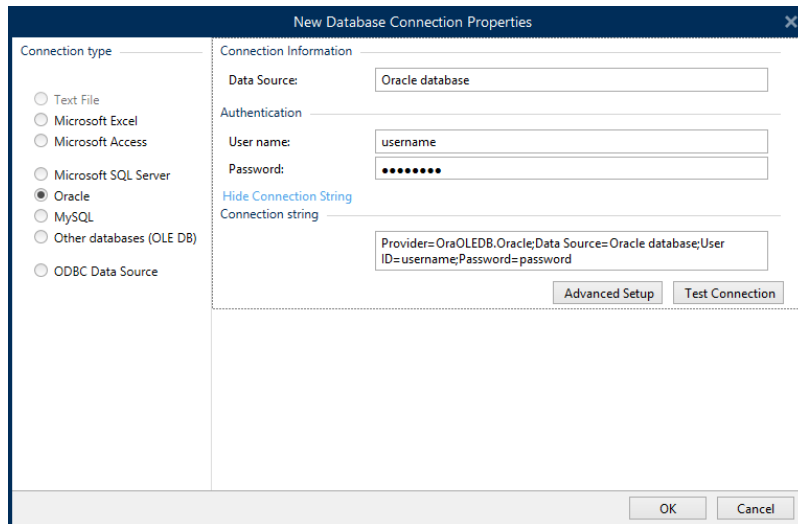 New Database Connection Properties
Connection type
Text File
Microsoft Excel
Microsoft Access
Microsoft SQL Server
Oracle
MySQL
Other databases (OLE DB)
ODBC Data Source
Connection Information
Data Source:
Oracle database
Authentication
User name:
username
Password:
●●●●●●●●
Hide Connection String
Connection string
Provider=OraOLEDB.Oracle;Data Source=Oracle database;User
ID=username;Password=password
Advanced Setup
Test Connection
OK
Cancel